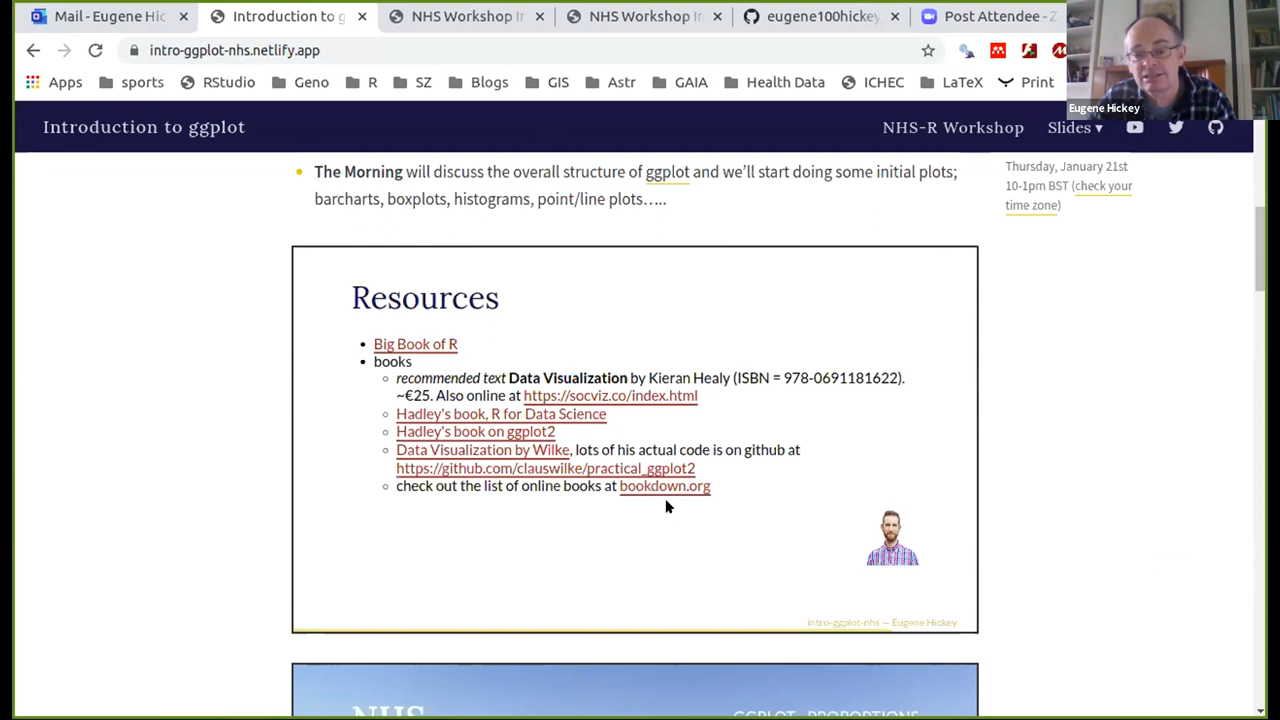 Mail - Eugene Hic
Introduction to g
NHS Workshop In
NHS Workshop In
eugene100hickey
Post Attendee - Z
intro-ggplot-nhs.netlify.app
Apps
sports
RStudio
Geno
R
SZ
Blogs
GIS
Astr
GAIA
Health Data
ICHEC
LaTeX
Print
Eugene Hickey
Introduction to ggplot
NHS-R Workshop
Slides ▾
The Morning will discuss the overall structure of ggplot and we'll start doing some initial plots;
barcharts, boxplots, histograms, point/line plots.....
Thursday, January 21st
10-1pm BST (check your
time zone)
Resources
• Big Book of R
• books
◦ recommended text Data Visualization by Kieran Healy (ISBN = 978-0691181622).
~€25. Also online at https://socviz.co/index.html
◦ Hadley's book, R for Data Science
◦ Hadley's book on ggplot2
◦ Data Visualization by Wilke, lots of his actual code is on github at
https://github.com/clauswilke/practical_ggplot2
◦ check out the list of online books at bookdown.org
intro-ggplot-nhs — Eugene Hickey
NHS
GGPLOT - PROPORTIONS